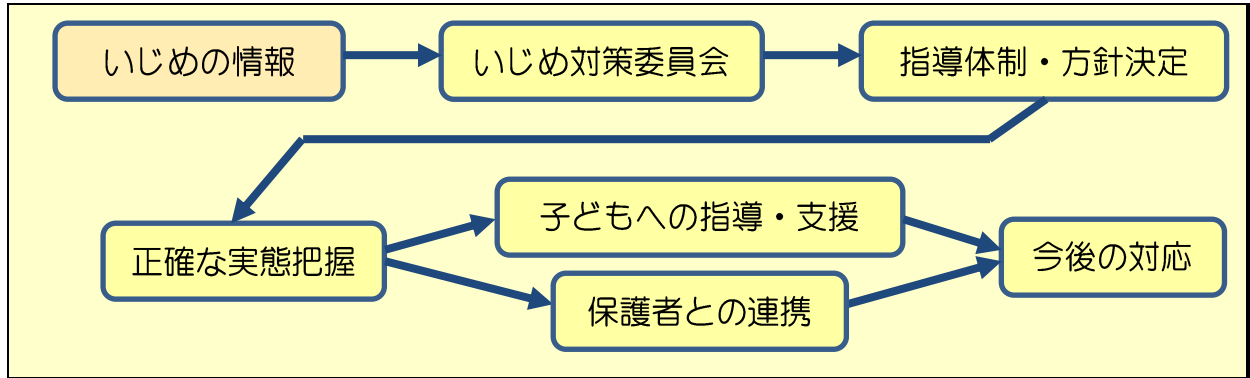 いじめの情報
いじめ対策委員会
指導体制・方針決定
正確な実態把握
子どもへの指導・支援
保護者との連携
今後の対応